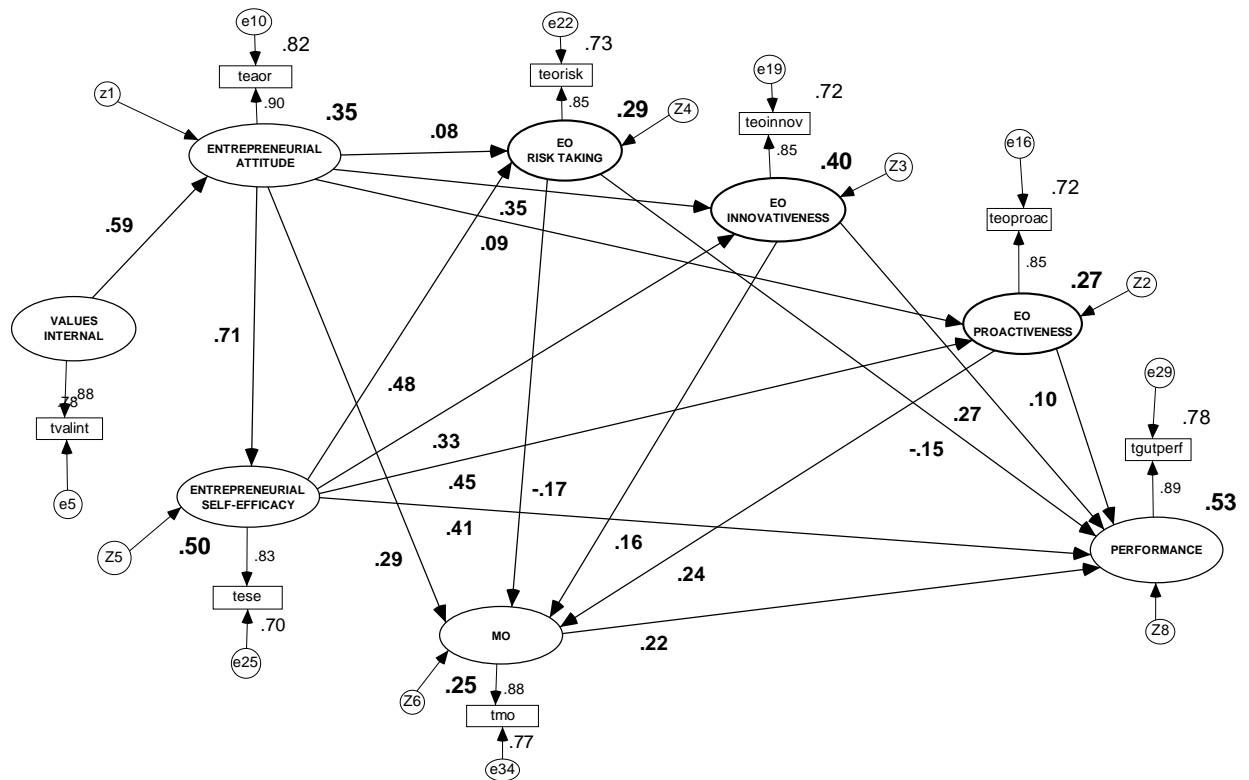 e10
.82
teaor
.90
z1
.35
ENTREPRENEURIAL
ATTITUDE
e22
.73
teorisk
.85
.29
Z4
EO
RISK TAKING
.08
e19
.72
teoinnov
.85
.40
Z3
EO
INNOVATIVENESS
e16
.72
teoproac
.85
.27
Z2
EO
PROACTIVENESS
.35
.09
.59
VALUES
INTERNAL
.88
.78
tvalint
e5
.71
.48
.33
.45
.41
-.17
.29
.16
.24
.27
-.15
.10
e29
.78
tgutperf
.89
.53
PERFORMANCE
Z8
ENTREPRENEURIAL
SELF-EFFICACY
Z5
.50
.83
tese
.70
e25
MO
.22
Z6
.25
.88
tmo
.77
e34